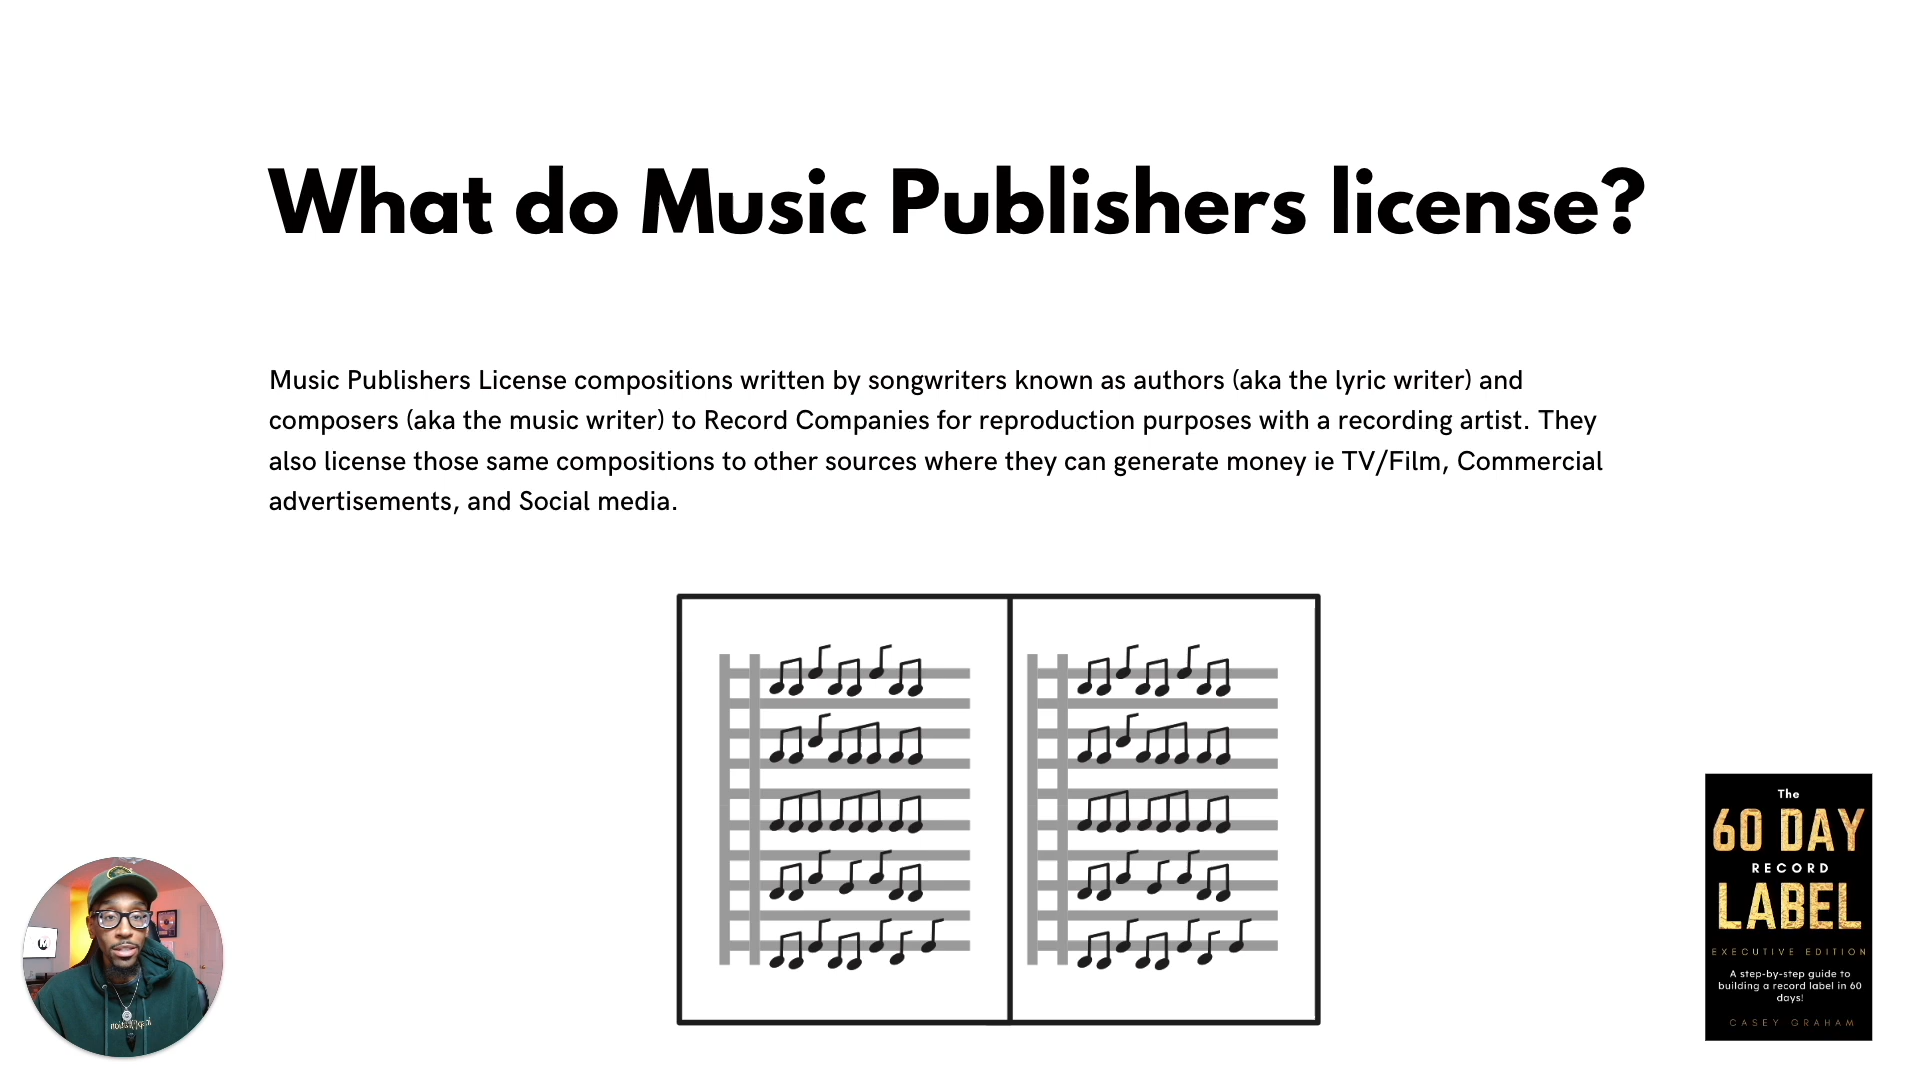 What do Music Publishers license?
Music Publishers License compositions written by songwriters known as authors (aka the lyric writer) and
composers (aka the music writer) to Record Companies for reproduction purposes with a recording artist. They
also license those same compositions to other sources where they can generate money ie TV/Film, Commercial
advertisements, and Social media.
The
60 DAY
RECORD
LABEL
EXECUTIVE EDITION
A step-by-step guide to
building a record label in 60
days!
CASEY GRAHAM